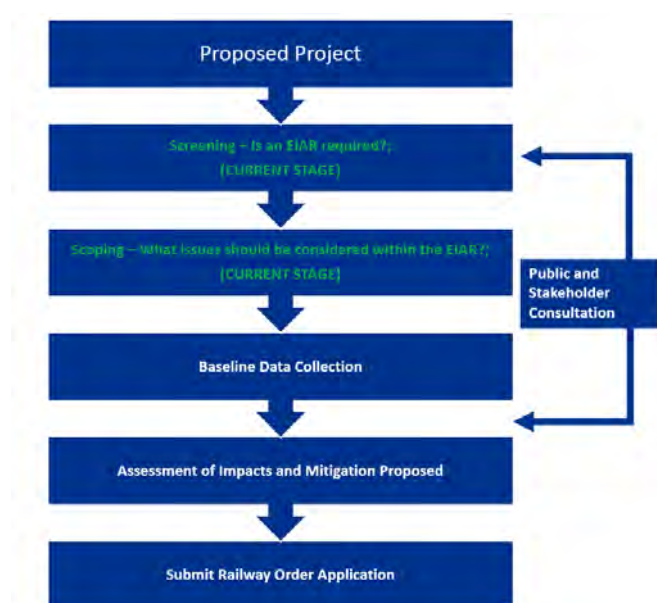 Proposed Project
Screening – Is an EIAR required?;
(CURRENT STAGE)
Scoping – What issues should be considered within the EIAR?;
(CURRENT STAGE)
Public and
Stakeholder
Consultation
Baseline Data Collection
Assessment of Impacts and Mitigation Proposed
Submit Railway Order Application